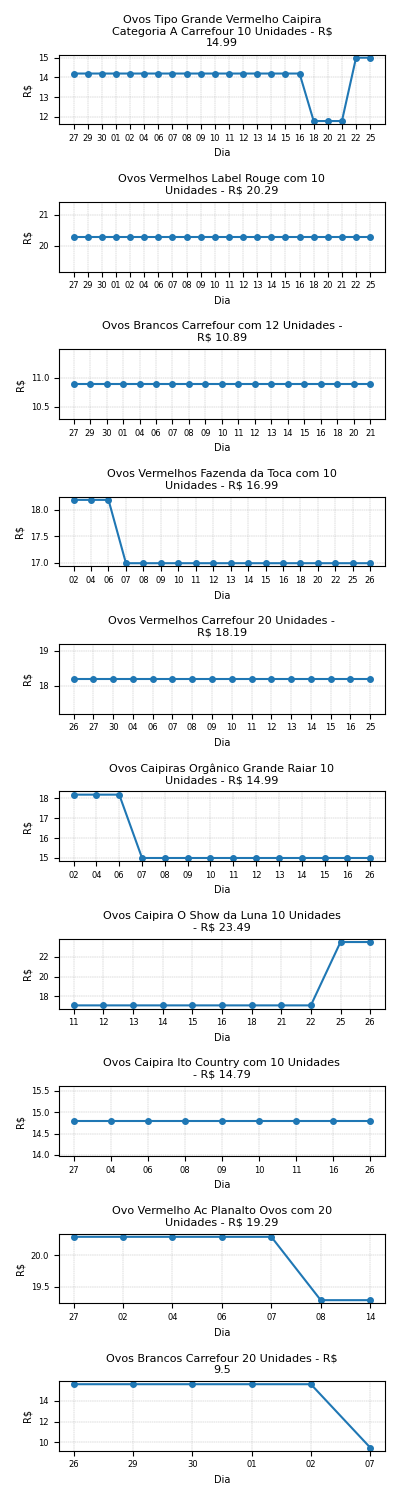 Ovos Tipo Grande Vermelho Caipira
Categoria A Carrefour 10 Unidades - R$
14.99
15
14
13
12
R$
27 29 30 01 02 04 06 07 08 09 10 11 12 13 14 15 16 18 20 21 22 25
Dia
Ovos Vermelhos Label Rouge com 10
Unidades - R$ 20.29
21
20
R$
27 29 30 01 02 04 06 07 08 09 10 11 12 13 14 15 16 18 20 21 22 25
Dia
Ovos Brancos Carrefour com 12 Unidades -
R$ 10.89
11.0
10.5
R$
27 29 30 01 04 06 07 08 09 10 11 12 13 14 15 16 18 20 21
Dia
Ovos Vermelhos Fazenda da Toca com 10
Unidades - R$ 16.99
18.0
17.5
17.0
R$
02 04 06 07 08 09 10 11 12 13 14 15 16 18 20 22 25 26
Dia
Ovos Vermelhos Carrefour 20 Unidades -
R$ 18.19
19
18
R$
26 27 30 04 06 07 08 09 10 11 12 13 14 15 16 25
Dia
Ovos Caipiras Orgânico Grande Raiar 10
Unidades - R$ 14.99
18
17
16
15
R$
02 04 06 07 08 09 10 11 12 13 14 15 16 26
Dia
Ovos Caipira O Show da Luna 10 Unidades
- R$ 23.49
22
20
18
R$
11 12 13 14 15 16 18 21 22 25 26
Dia
Ovos Caipira Ito Country com 10 Unidades
- R$ 14.79
15.5
15.0
14.5
14.0
R$
27 04 06 08 09 10 11 16 26
Dia
Ovo Vermelho Ac Planalto Ovos com 20
Unidades - R$ 19.29
20.0
19.5
R$
27 02 04 06 07 08 14
Dia
Ovos Brancos Carrefour 20 Unidades - R$
9.5
14
12
10
R$
26 29 30 01 02 07
Dia